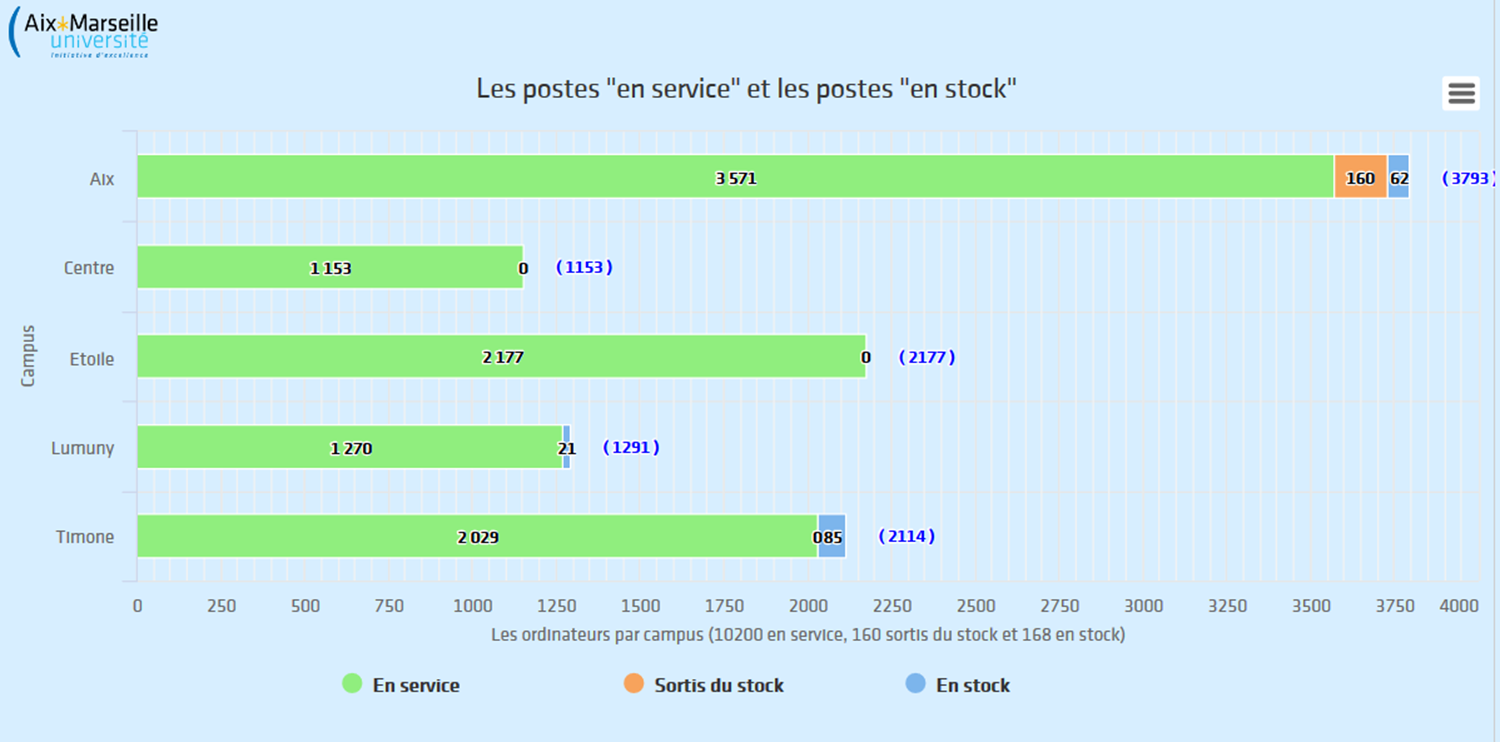 Aix*Marseille
université
Initiative d'excellence
Les postes "en service" et les postes "en stock"
Campus
Aix
3 571
160
62
(3793)
Centre
1 153
0
(1153)
Etoile
2 177
0
(2177)
Lumuny
1 270
21
(1291)
Timone
2 029
0
85
(2114)
0 250 500 750 1000 1250 1500 1750 2000 2250 2500 2750 3000 3250 3500 3750 4000
Les ordinateurs par campus (10200 en service, 160 sortis du stock et 168 en stock)
En service Sortis du stock En stock